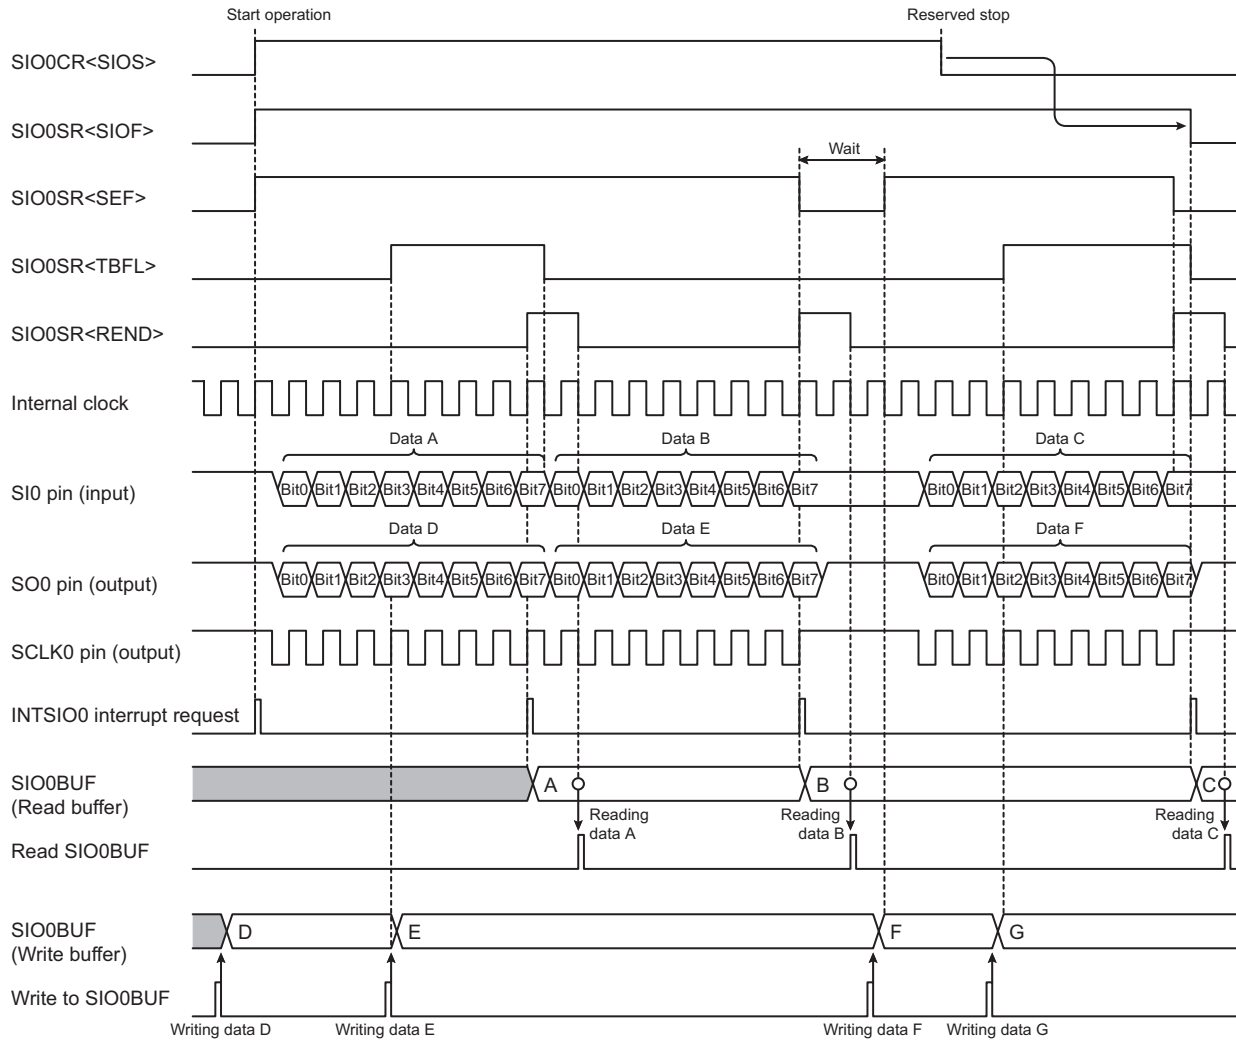 Start operation
Reserved stop
SIO0CR<SIOS>
SIO0SR<SIOF>
Wait
SIO0SR<SEF>
SIO0SR<TBFL>
SIO0SR<REND>
Internal clock
Data A
Data B
Data C
SI0 pin (input)
Bit0 Bit1 Bit2 Bit3 Bit4 Bit5 Bit6 Bit7 Bit0 Bit1 Bit2 Bit3 Bit4 Bit5 Bit6 Bit7 Bit0 Bit1 Bit2 Bit3 Bit4 Bit5 Bit6 Bit7
Data D
Data E
Data F
SO0 pin (output)
Bit0 Bit1 Bit2 Bit3 Bit4 Bit5 Bit6 Bit7 Bit0 Bit1 Bit2 Bit3 Bit4 Bit5 Bit6 Bit7 Bit0 Bit1 Bit2 Bit3 Bit4 Bit5 Bit6 Bit7
SCLK0 pin (output)
INTSIO0 interrupt request
SIO0BUF
(Read buffer)
A
B
C
Reading
data A
Reading
data B
Reading
data C
Read SIO0BUF
SIO0BUF
(Write buffer)
D
E
F
G
Write to SIO0BUF
Writing data D
Writing data E
Writing data F
Writing data G